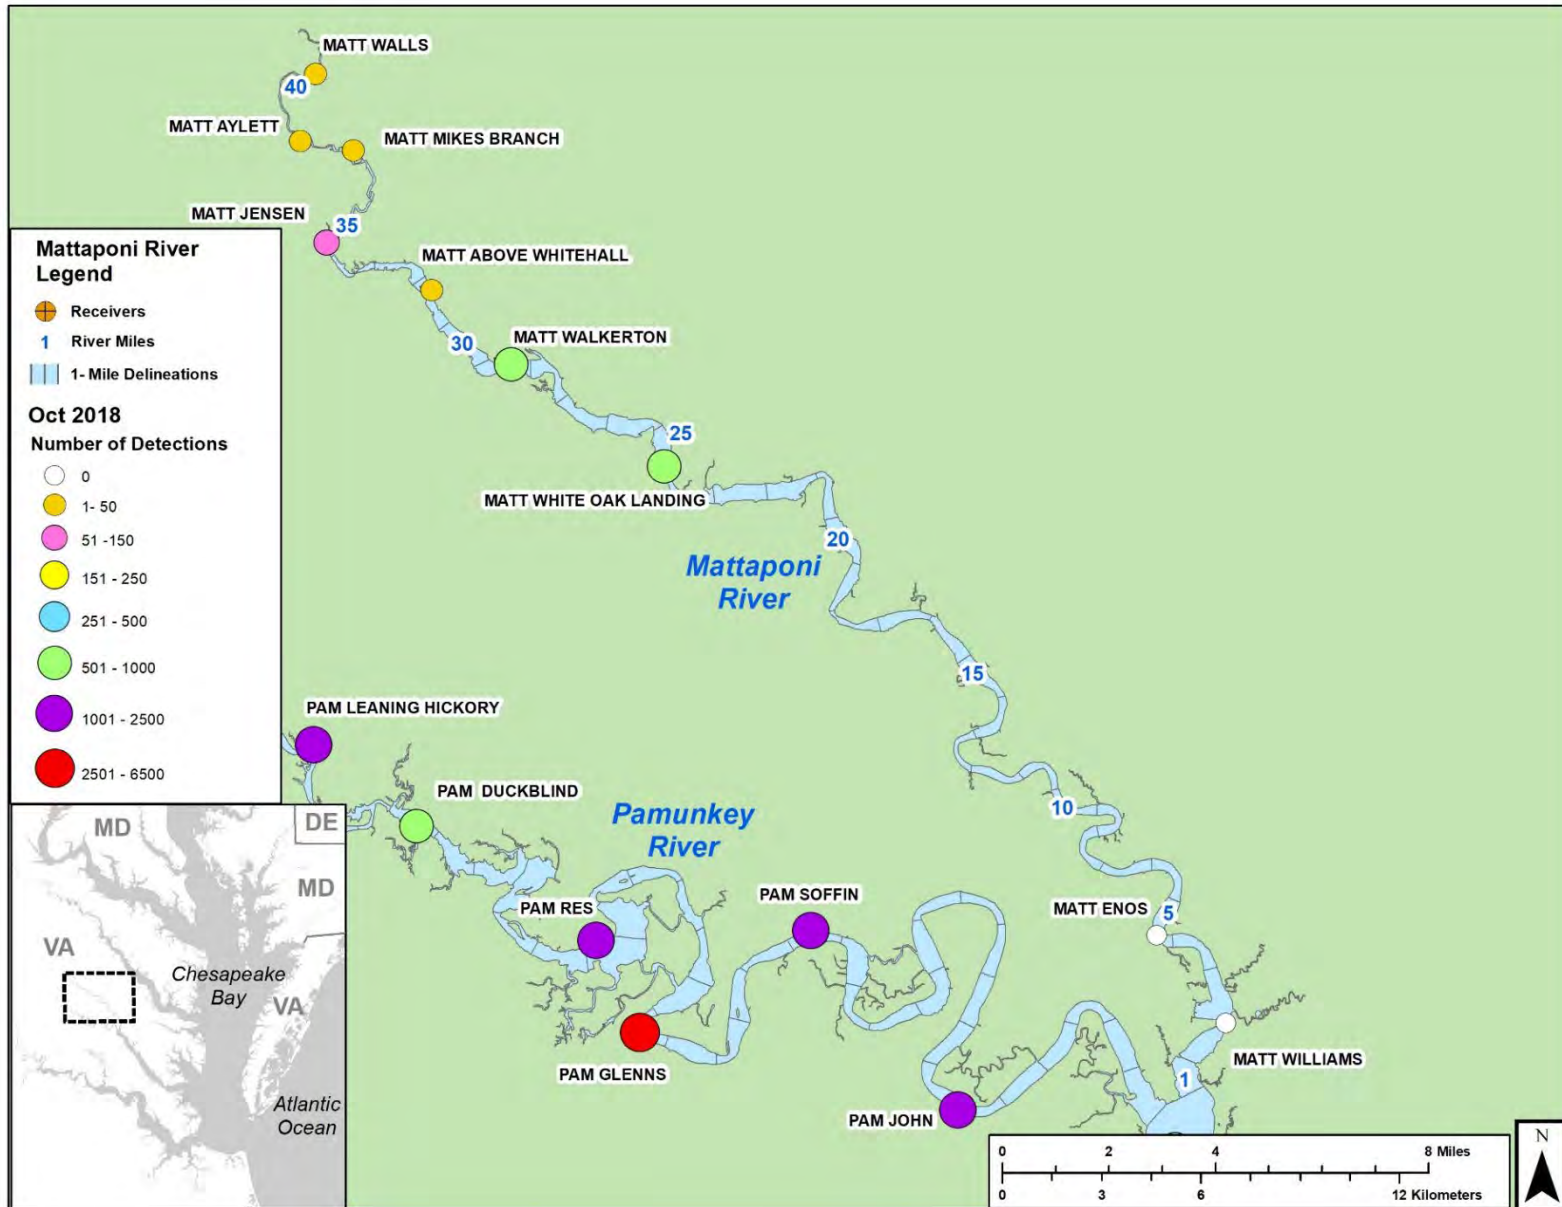 MATT WALLS
40
MATT AYLETT
MATT MIKES BRANCH
MATT JENSEN
35
MATT ABOVE WHITEHALL
30
MATT WALKERTON
25
MATT WHITE OAK LANDING
20
Mattaponi
River
15
10
MATT ENOS
5
MATT WILLIAMS
1
PAM LEANING HICKORY
PAM DUCKBLIND
Pamunkey
River
PAM RES
PAM SOFFIN
PAM GLENNS
PAM JOHN
Mattaponi River
Legend
Receivers
1 River Miles
1- Mile Delineations
Oct 2018
Number of Detections
0
1- 50
51 -150
151 - 250
251 - 500
501 - 1000
1001 - 2500
2501 - 6500
MD
DE
MD
VA
Chesapeake
Bay
VA
Atlantic
Ocean
0 2 4 8 Miles
0 3 6 12 Kilometers
N